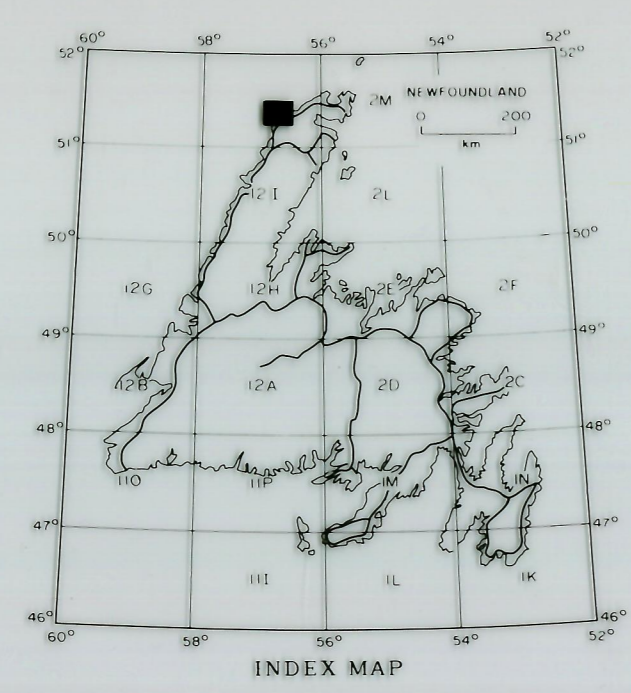 60° 58° 56° 54° 52°
52° 52°
2M NEWFOUNDLAND
0 200
km
51° 51°
12I 2L
50° 50°
12G 12H 2E 2F
49° 49°
12B 12A 2D 2C
48° 48°
11O 11P 1M 1N
47° 47°
11I 1L 1K
46° 46°
60° 58° 56° 54° 52°
INDEX MAP